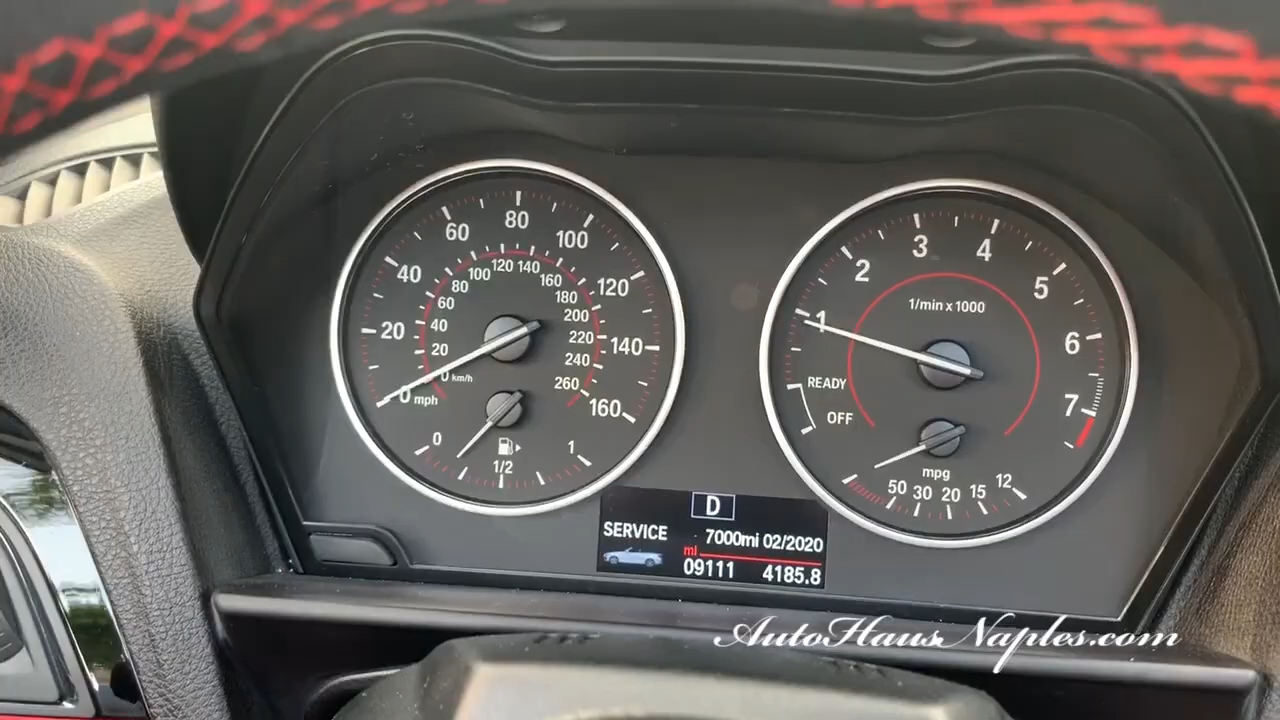 20 40 60 80 100 120 140 160
0 mph
0 km/h
20 40 60 80 100 120 140 160 180 200 220 240 260
0 1/2 1
1 2 3 4 5 6 7
1/min x 1000
READY
OFF
mpg
50 30 20 15 12
D
SERVICE 7000mi 02/2020
mi
09111 4185.8
AutoHausNaples.com